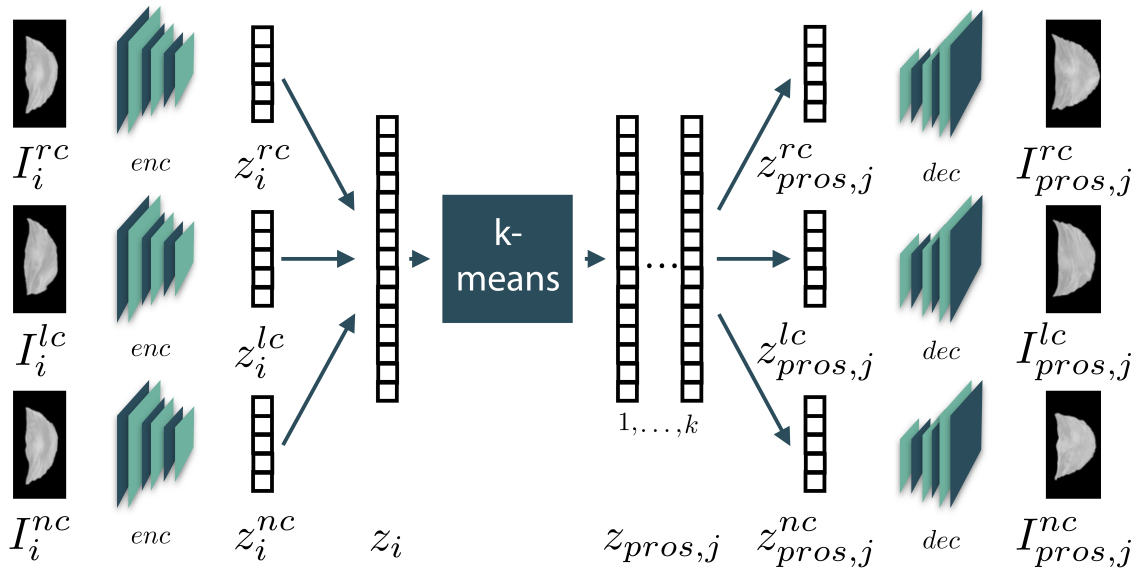 I_i^{rc} enc z_i^{rc} z_{pros,j}^{rc} dec I_{pros,j}^{rc}
k-
means
...
I_i^{lc} enc z_i^{lc} z_{pros,j}^{lc} dec I_{pros,j}^{lc}
1,...,k
I_i^{nc} enc z_i^{nc} z_i z_{pros,j} z_{pros,j}^{nc} dec I_{pros,j}^{nc}